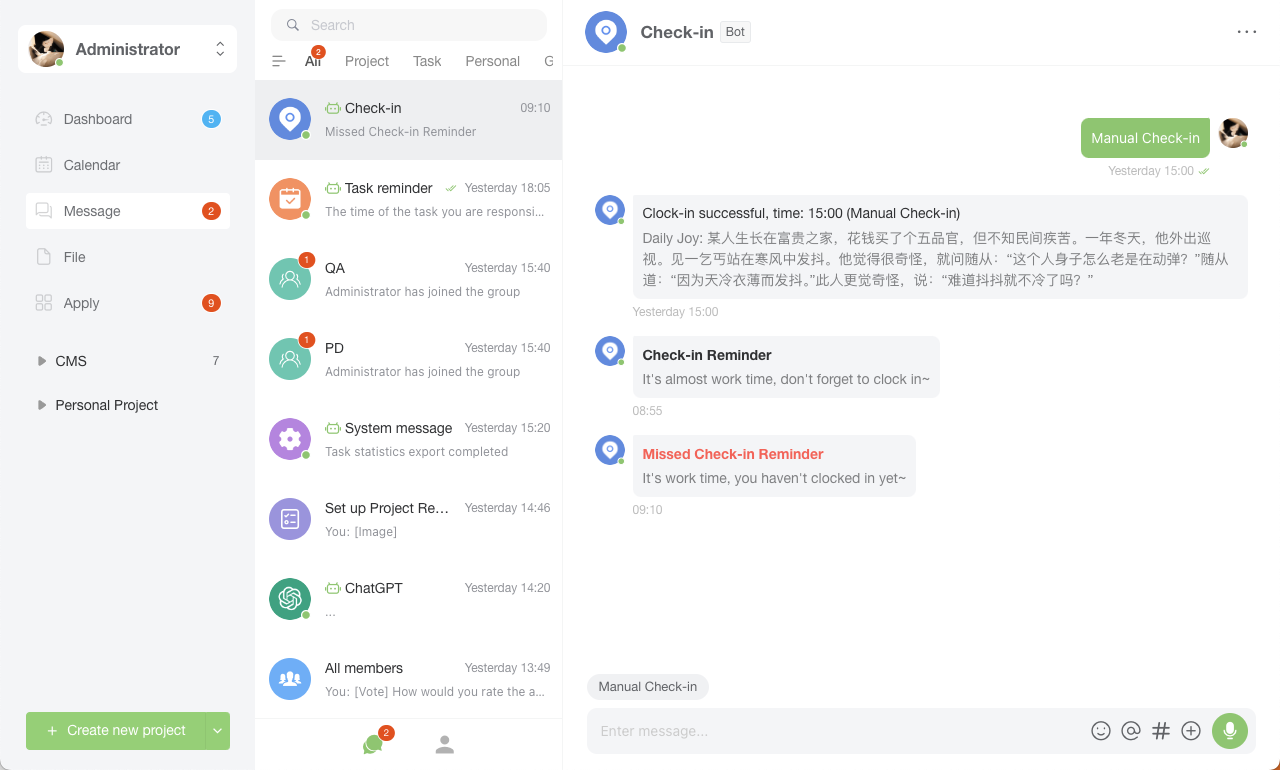 Administrator
Dashboard
5
Calendar
Message
2
File
Apply
9
CMS
7
Personal Project
+ Create new project
Search
2
All
Project
Task
Personal
G
Check-in
09:10
Missed Check-in Reminder
Task reminder
Yesterday 18:05
The time of the task you are responsi...
1
QA
Yesterday 15:40
Administrator has joined the group
1
PD
Yesterday 15:40
Administrator has joined the group
System message
Yesterday 15:20
Task statistics export completed
Set up Project Re...
Yesterday 14:46
You: [Image]
ChatGPT
Yesterday 14:20
...
All members
Yesterday 13:49
You: [Vote] How would you rate the a...
2
Check-in
Bot
Manual Check-in
Yesterday 15:00
Clock-in successful, time: 15:00 (Manual Check-in)
Daily Joy: 某人生长在富贵之家，花钱买了个五品官，但不知民间疾苦。一年冬天，他外出巡
视。见一乞丐站在寒风中发抖。他觉得很奇怪，就问随从：“这个人身子怎么老是在动弹？”随从
道：“因为天冷衣薄而发抖。”此人更觉奇怪，说：“难道抖抖就不冷了吗？”
Yesterday 15:00
Check-in Reminder
It's almost work time, don't forget to clock in~
08:55
Missed Check-in Reminder
It's work time, you haven't clocked in yet~
09:10
Manual Check-in
Enter message...